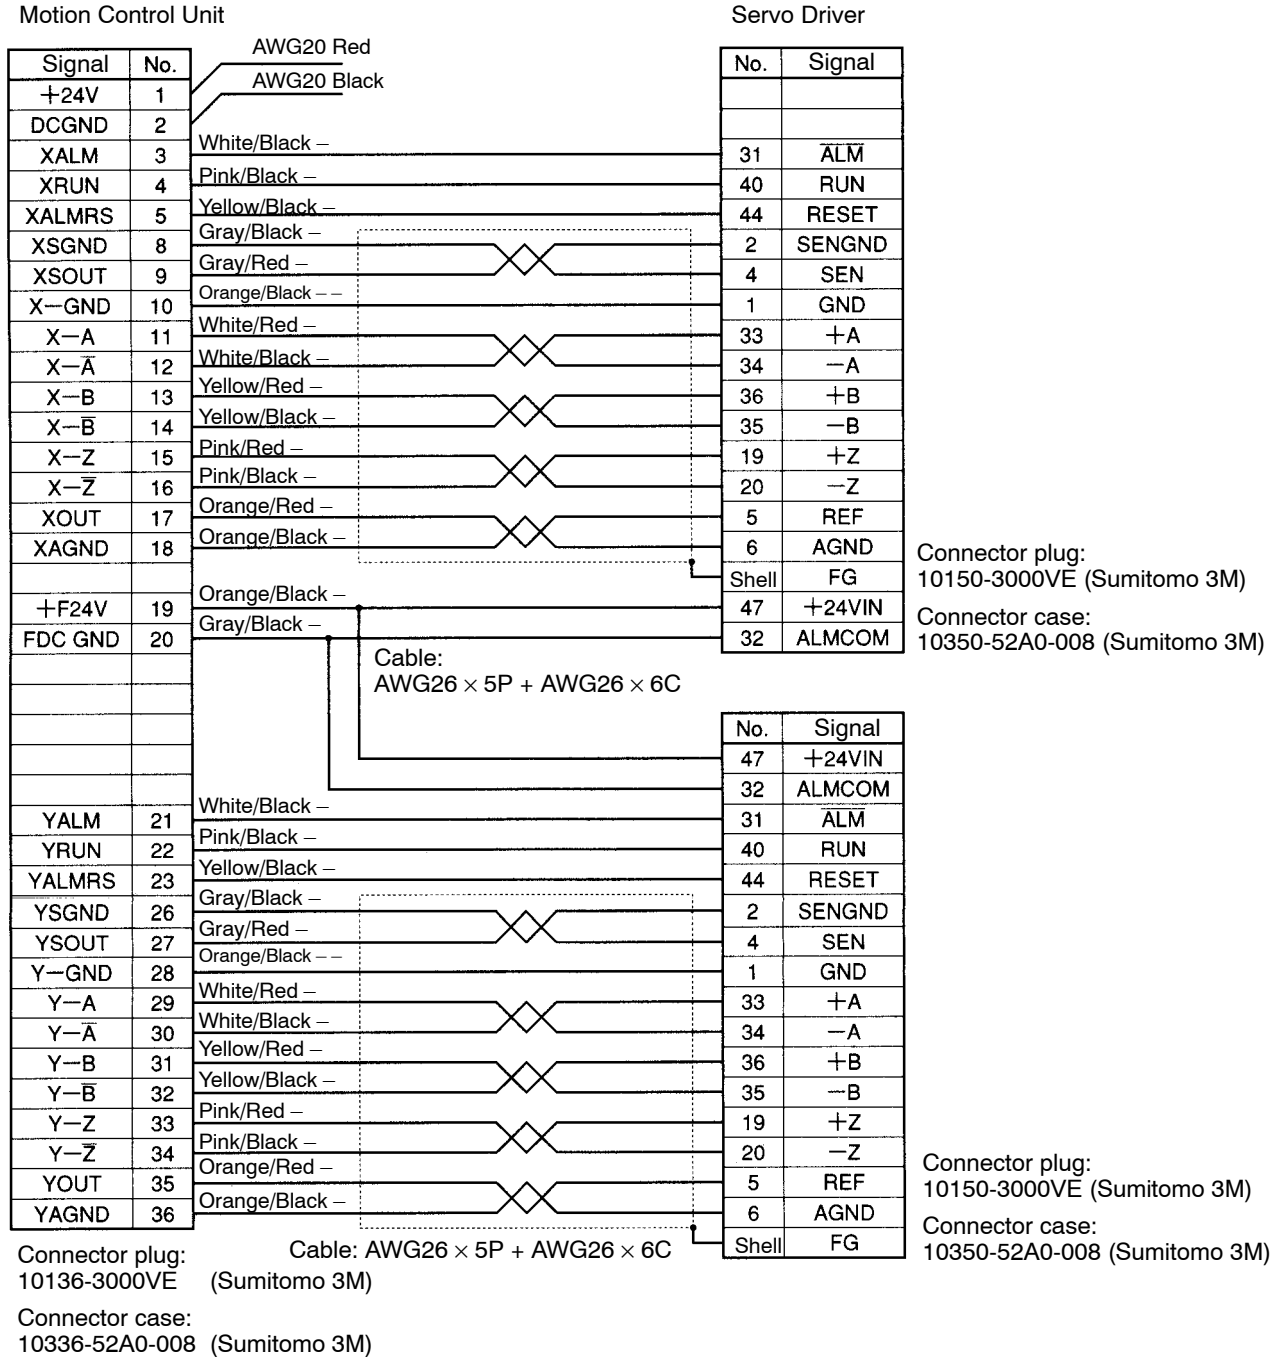 Motion Control Unit
Servo Driver
Signal No.
AWG20 Red
AWG20 Black
+24V 1
DCGND 2
XALM 3 White/Black –
XRUN 4 Pink/Black –
XALMRS 5 Yellow/Black –
XSGND 8 Gray/Black –
XSOUT 9 Gray/Red –
X—GND 10 Orange/Black – –
X—A 11 White/Red –
X—A̅ 12 White/Black –
X—B 13 Yellow/Red –
X—B̅ 14 Yellow/Black –
X—Z 15 Pink/Red –
X—Z̅ 16 Pink/Black –
XOUT 17 Orange/Red –
XAGND 18 Orange/Black –
+F24V 19 Orange/Black –
FDC GND 20 Gray/Black –
YALM 21 White/Black –
YRUN 22 Pink/Black –
YALMRS 23 Yellow/Black –
YSGND 26 Gray/Black –
YSOUT 27 Gray/Red –
Y—GND 28 Orange/Black – –
Y—A 29 White/Red –
Y—A̅ 30 White/Black –
Y—B 31 Yellow/Red –
Y—B̅ 32 Yellow/Black –
Y—Z 33 Pink/Red –
Y—Z̅ 34 Pink/Black –
YOUT 35 Orange/Red –
YAGND 36 Orange/Black –
Connector plug:
10136-3000VE (Sumitomo 3M)
Connector case:
10336-52A0-008 (Sumitomo 3M)
No. Signal
31 A̅L̅M̅
40 RUN
44 RESET
2 SENGND
4 SEN
1 GND
33 +A
34 —A
36 +B
35 —B
19 +Z
20 —Z
5 REF
6 AGND
Shell FG
47 +24VIN
32 ALMCOM
Connector plug:
10150-3000VE (Sumitomo 3M)
Connector case:
10350-52A0-008 (Sumitomo 3M)
Cable:
AWG26 × 5P + AWG26 × 6C
No. Signal
47 +24VIN
32 ALMCOM
31 A̅L̅M̅
40 RUN
44 RESET
2 SENGND
4 SEN
1 GND
33 +A
34 —A
36 +B
35 —B
19 +Z
20 —Z
5 REF
6 AGND
Shell FG
Connector plug:
10150-3000VE (Sumitomo 3M)
Connector case:
10350-52A0-008 (Sumitomo 3M)
Cable: AWG26 × 5P + AWG26 × 6C